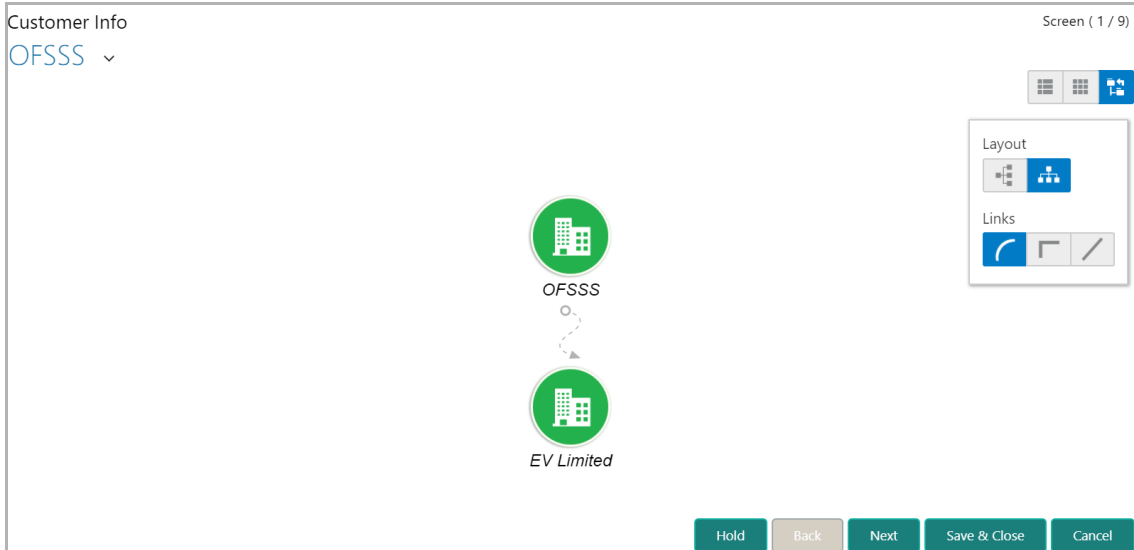 Customer Info
Screen ( 1 / 9)
OFSSS
Layout
Links
OFSSS
EV Limited
Hold
Back
Next
Save & Close
Cancel